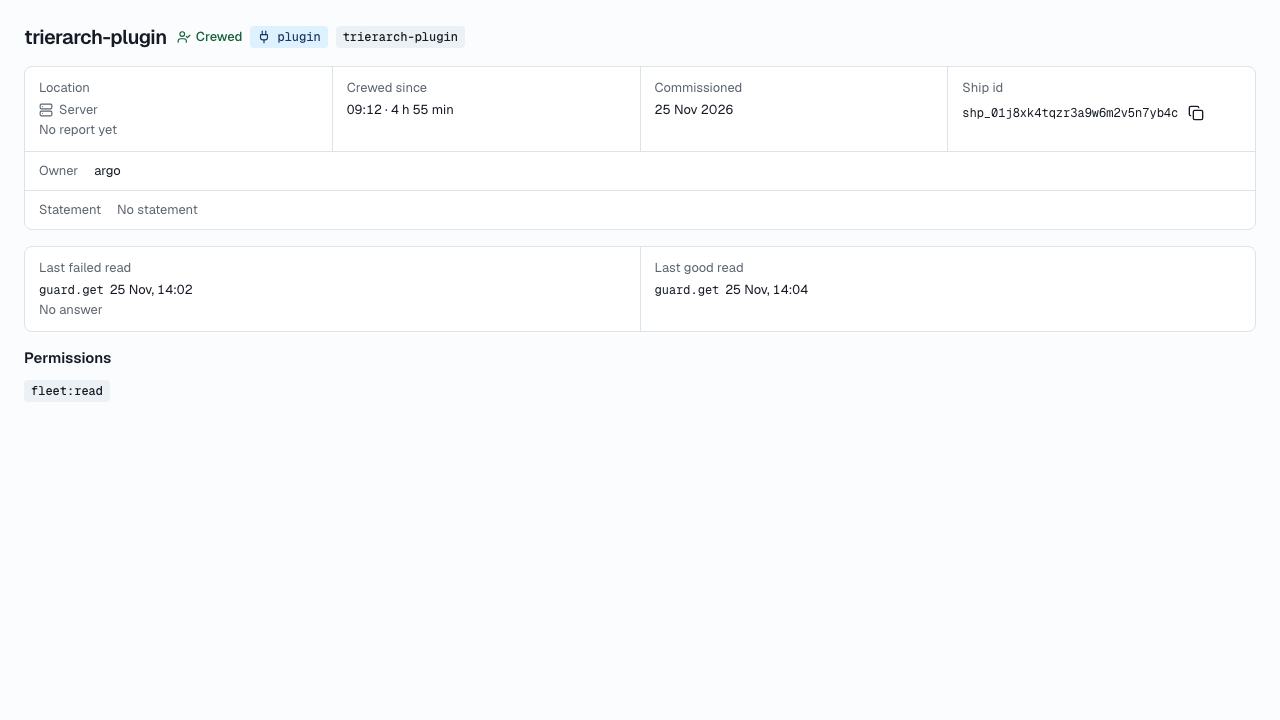 trierarch-plugin Crewed plugin trierarch-plugin
Location
Server
No report yet
Crewed since
09:12 · 4 h 55 min
Commissioned
25 Nov 2026
Ship id
shp_01j8xk4tqzr3a9w6m2v5n7yb4c
Owner argo
Statement No statement
Last failed read
guard.get 25 Nov, 14:02
No answer
Last good read
guard.get 25 Nov, 14:04
Permissions
fleet:read